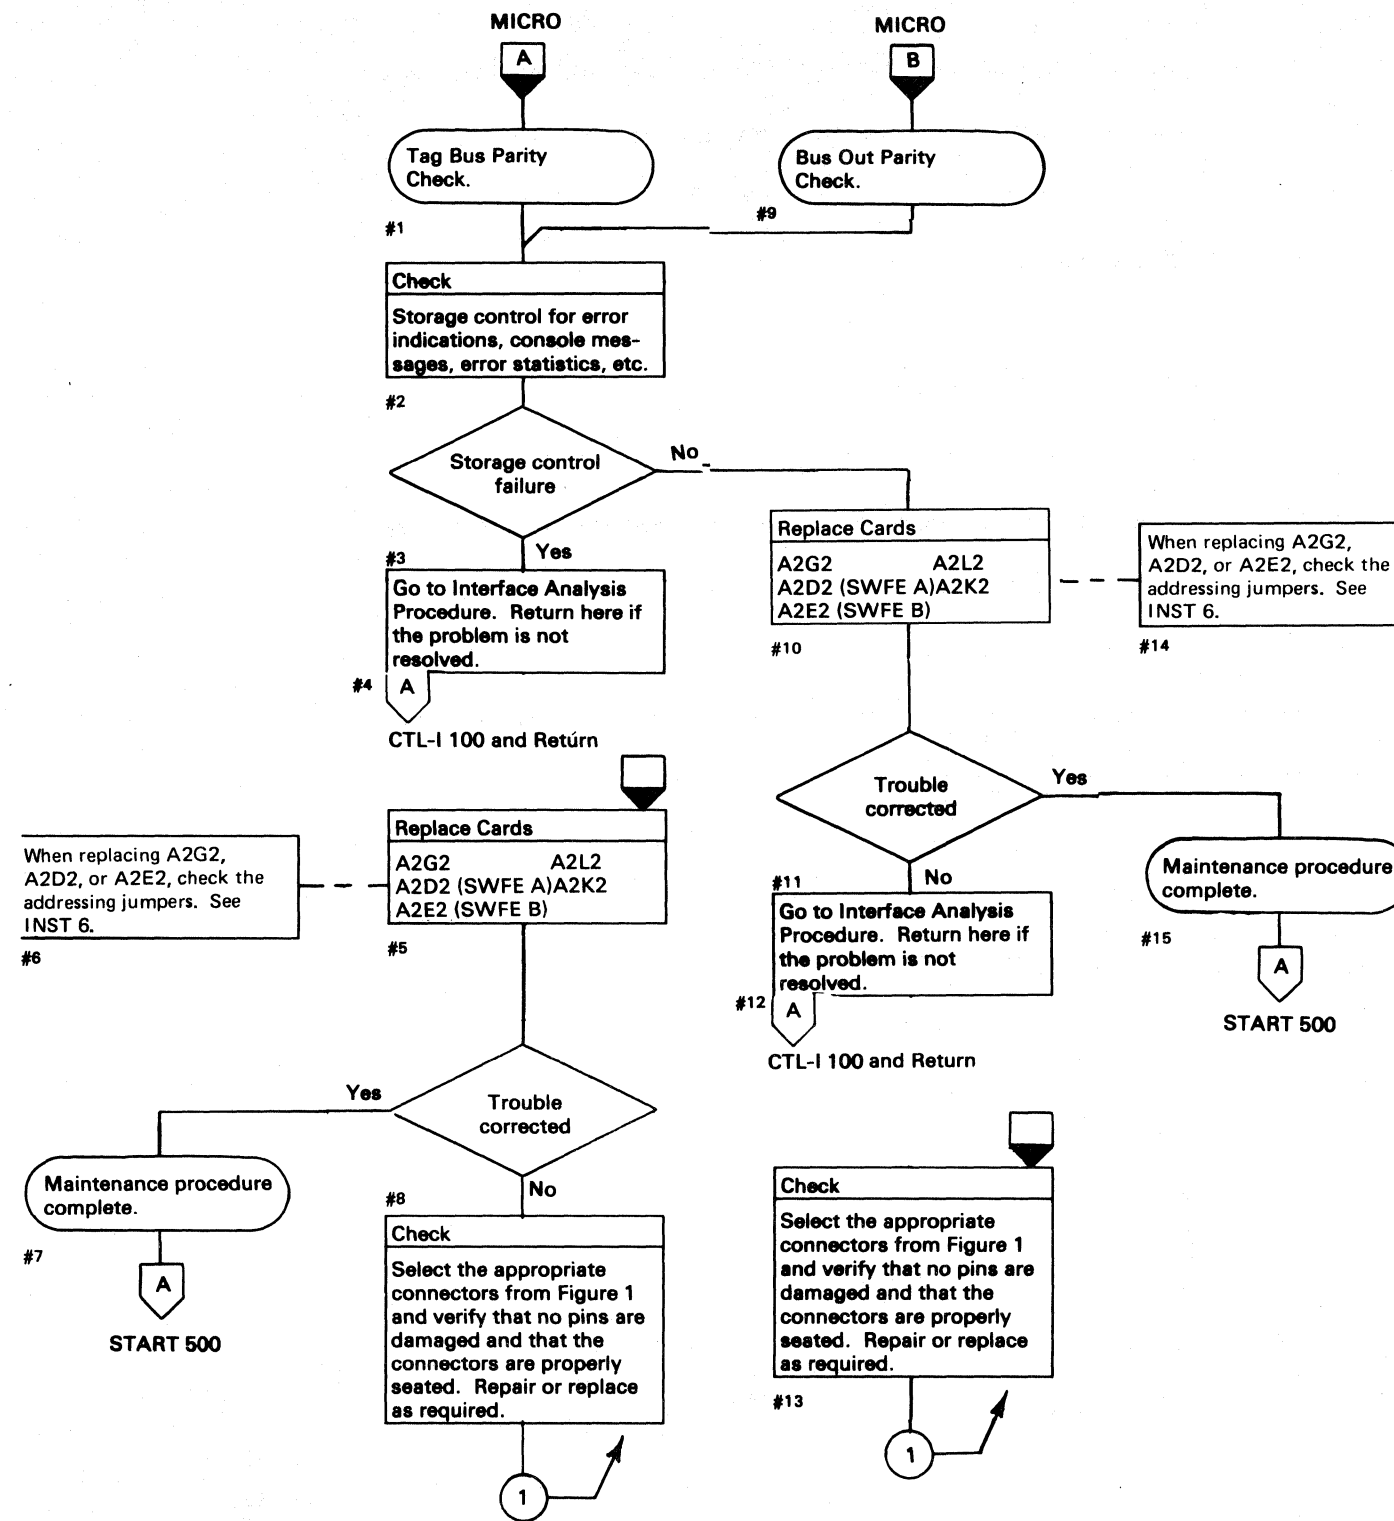 MICRO
A
Tag Bus Parity
Check.
#1
MICRO
B
Bus Out Parity
Check.
#9
Check
Storage control for error
indications, console mes-
sages, error statistics, etc.
#2
Storage control
failure
No
Yes
#3
Go to Interface Analysis
Procedure. Return here if
the problem is not
resolved.
#4
A
CTL-I 100 and Return
Replace Cards
A2G2 A2L2
A2D2 (SWFE A)A2K2
A2E2 (SWFE B)
#10
When replacing A2G2,
A2D2, or A2E2, check the
addressing jumpers. See
INST 6.
#14
Trouble
corrected
Yes
No
Maintenance procedure
complete.
#15
A
START 500
#11
Go to Interface Analysis
Procedure. Return here if
the problem is not
resolved.
#12
A
CTL-I 100 and Return
Replace Cards
A2G2 A2L2
A2D2 (SWFE A)A2K2
A2E2 (SWFE B)
#5
When replacing A2G2,
A2D2, or A2E2, check the
addressing jumpers. See
INST 6.
#6
Trouble
corrected
Yes
No
Maintenance procedure
complete.
#7
A
START 500
#8
Check
Select the appropriate
connectors from Figure 1
and verify that no pins are
damaged and that the
connectors are properly
seated. Repair or replace
as required.
1
Check
Select the appropriate
connectors from Figure 1
and verify that no pins are
damaged and that the
connectors are properly
seated. Repair or replace
as required.
#13
1